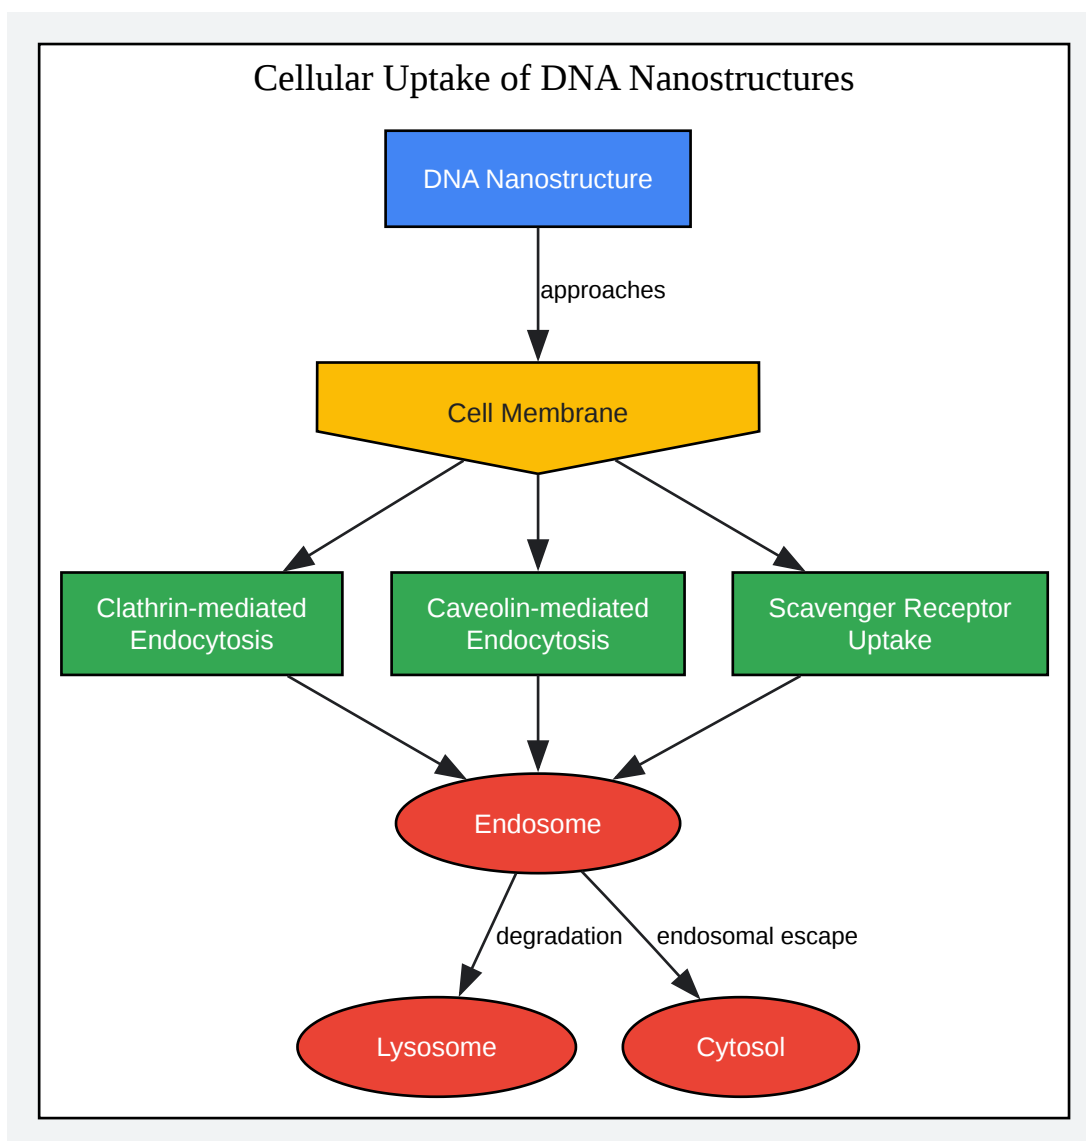 Cellular Uptake of DNA Nanostructures
DNA Nanostructure
approaches
Cell Membrane
Clathrin-mediated
Endocytosis
Caveolin-mediated
Endocytosis
Scavenger Receptor
Uptake
Endosome
degradation
endosomal escape
Lysosome
Cytosol